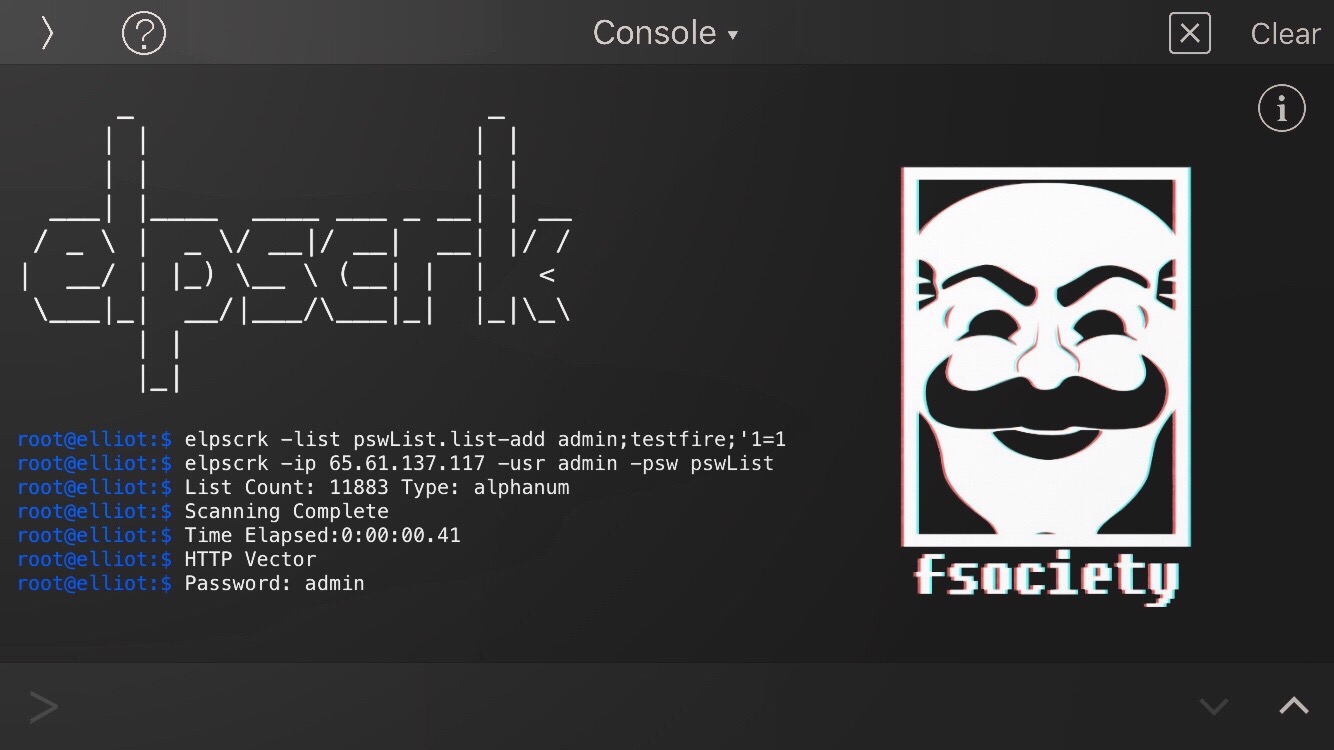 Console
Clear
elpscrk
root@elliot:$ elpscrk -list pswList.list-add admin;testfire;'1=1
root@elliot:$ elpscrk -ip 65.61.137.117 -usr admin -psw pswList
root@elliot:$ List Count: 11883 Type: alphanum
root@elliot:$ Scanning Complete
root@elliot:$ Time Elapsed:0:00:00.41
root@elliot:$ HTTP Vector
root@elliot:$ Password: admin
fsociety